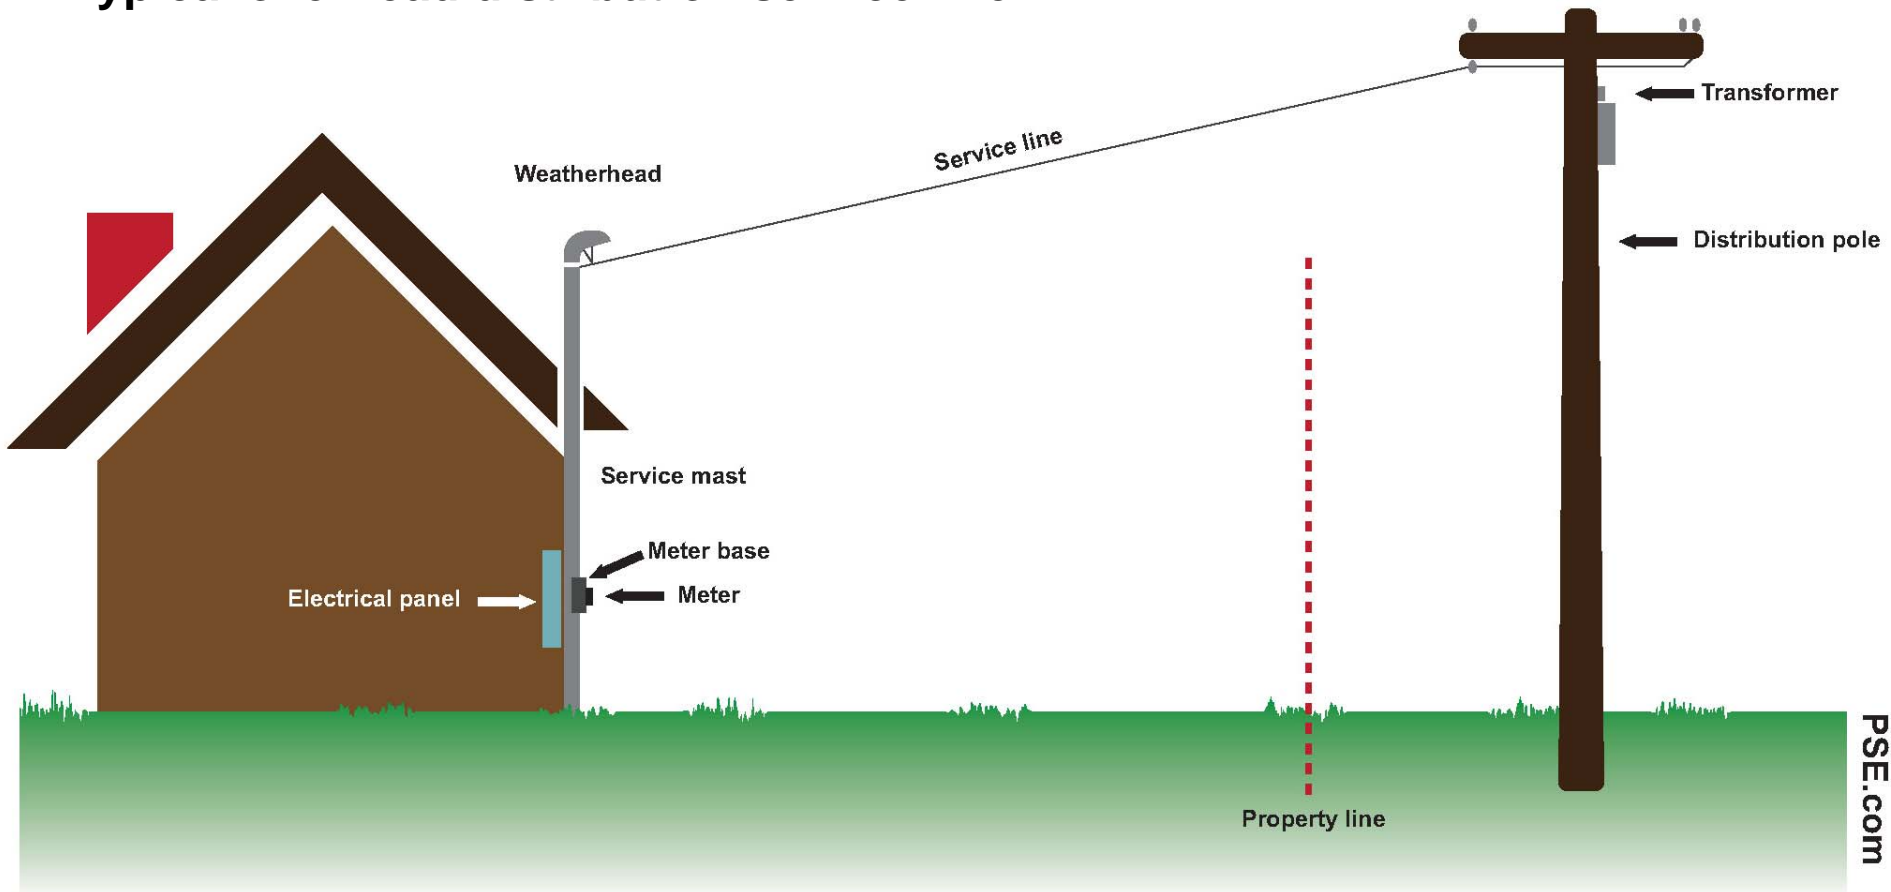 Transformer
Service line
Weatherhead
Distribution pole
Service mast
Meter base
Electrical panel
Meter
Property line
PSE.com